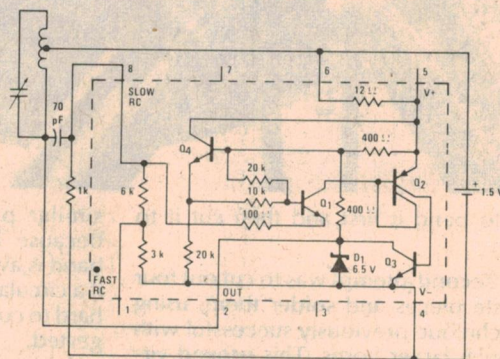 8
7
6
5
SLOW
RC
V+
12 Ω
70
pF
400 Ω
Q4
20 k
Q2
1.5 V
1k
6 k
10 k
Q1
400 Ω
100
3 k
20 k
D1
6.5 V
Q3
FAST
RC
OUT
1
2
3
4
V−